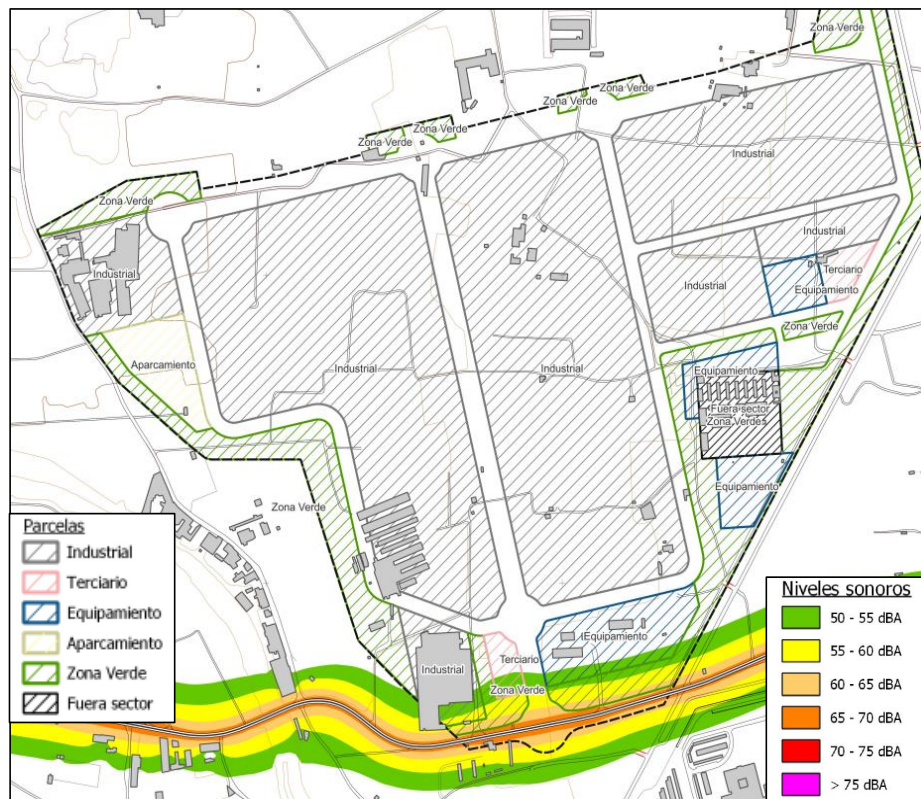 Zona Verde
Zona Verde
Zona Verde
Zona Verde
Zona Verde
Industrial
Zona Verde
Industrial
Industrial
Terciario
Industrial
Equipamiento
Zona Verde
Aparcamiento
Industrial
Industrial
Equipamiento
Fuera sector
Zona Verde
Equipamiento
Zona Verde
Parcelas
Industrial
Terciario
Equipamiento
Aparcamiento
Zona Verde
Fuera sector
Equipamiento
Terciario
Industrial
Zona Verde
Niveles sonoros
50 - 55 dBA
55 - 60 dBA
60 - 65 dBA
65 - 70 dBA
70 - 75 dBA
> 75 dBA